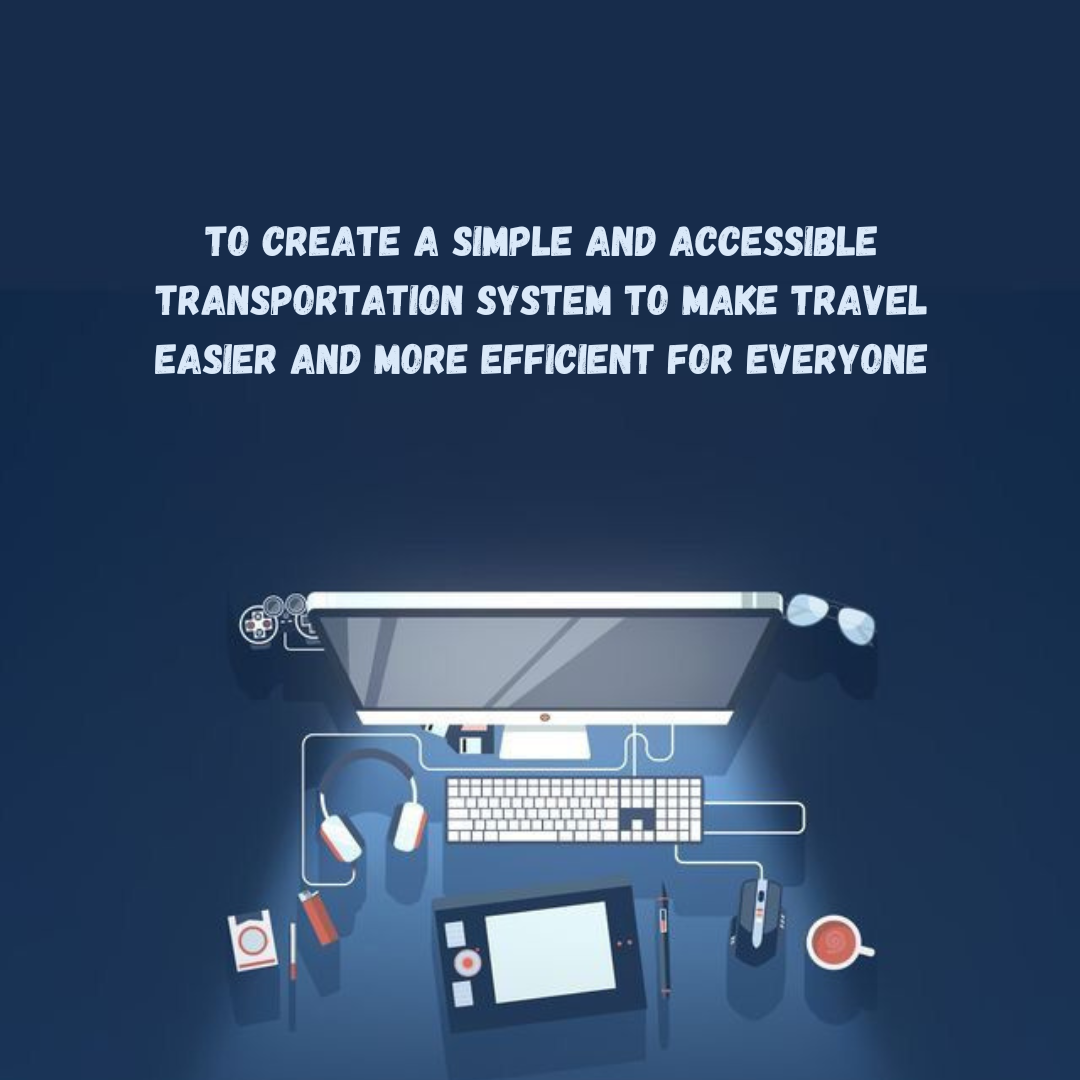 TO CREATE A SIMPLE AND ACCESSIBLE
TRANSPORTATION SYSTEM TO MAKE TRAVEL
EASIER AND MORE EFFICIENT FOR EVERYONE